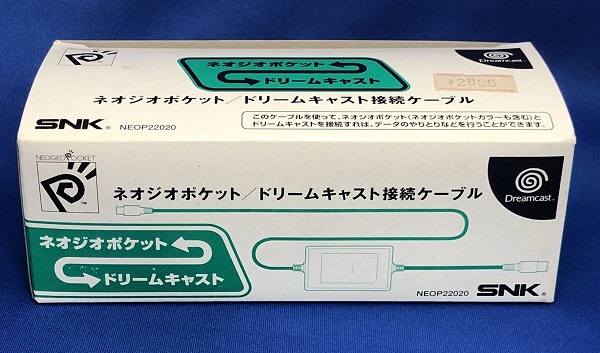 ネオジオポケット
ドリームキャスト
Dreamcast
¥2800
ネオジオポケット/ドリームキャスト接続ケーブル
SNK® NEOP22020
このケーブルを使って、ネオジオポケット(ネオジオポケットカラーも含む)と
ドリームキャストを接続すれば、データのやりとりなどを行うことができます。
NEOGEO POCKET
TM
ネオジオポケット/ドリームキャスト接続ケーブル
Dreamcast
ネオジオポケット
ドリームキャスト
NEOP22020 SNK®